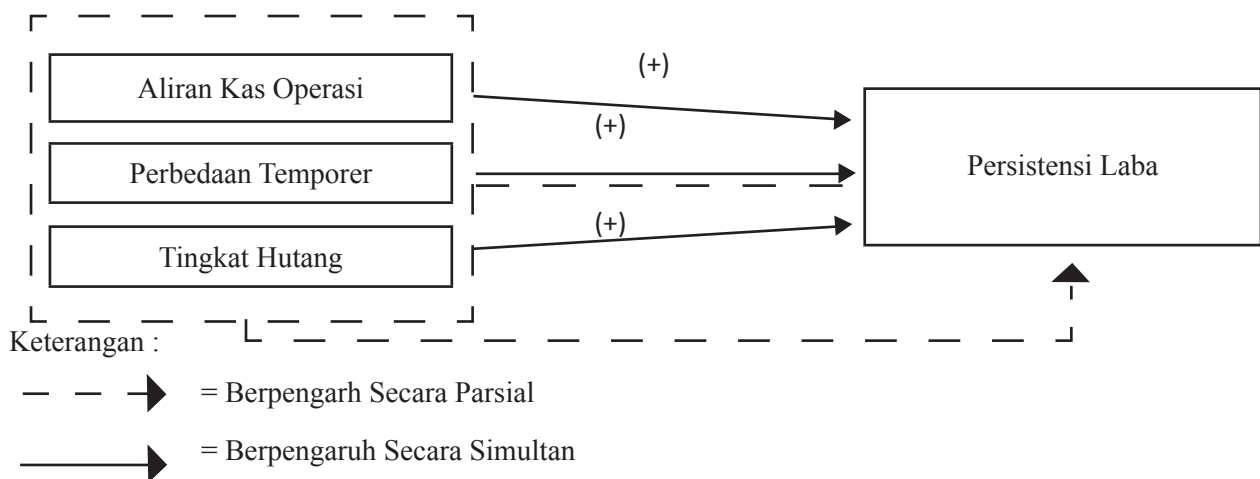 Aliran Kas Operasi
(+)
(+)
Perbedaan Temporer
Persistensi Laba
(+)
Tingkat Hutang
Keterangan :
= Berpengarh Secara Parsial
= Berpengaruh Secara Simultan